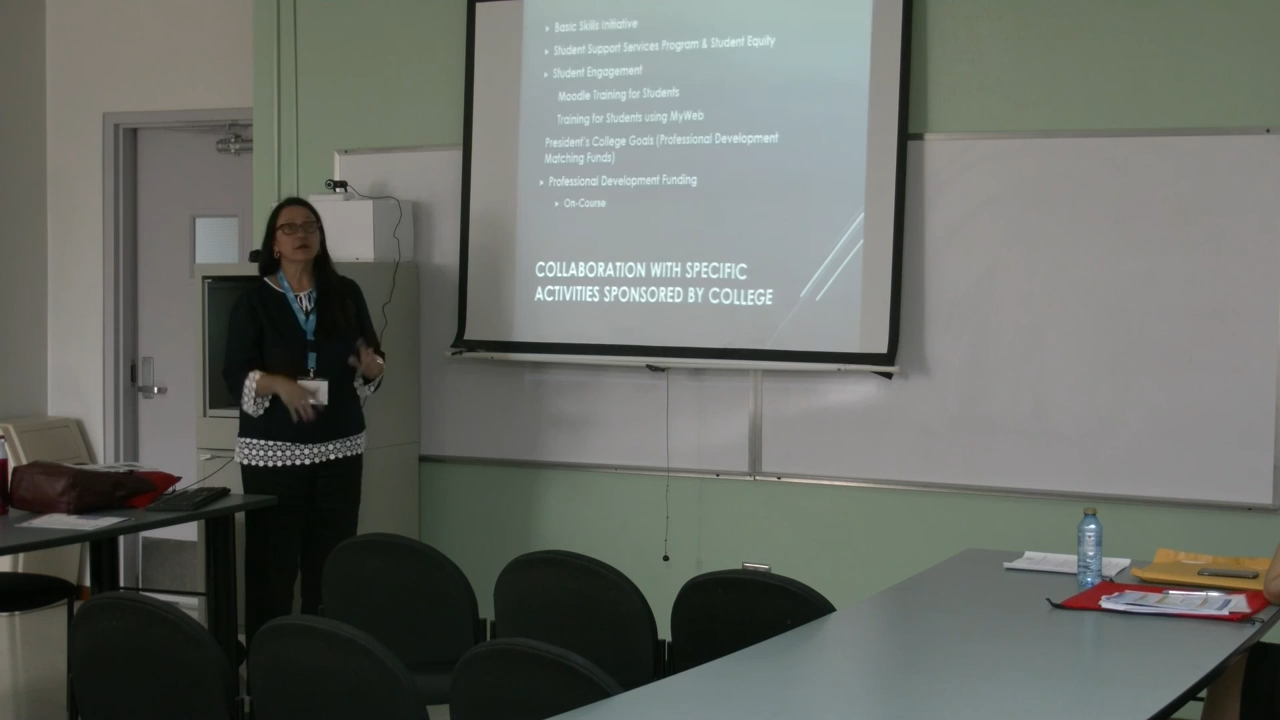 ▸ Basic Skills Initiative
▸ Student Support Services Program & Student Equity
▸ Student Engagement
Moodle Training for Students
Training for Students using MyWeb
President's College Goals (Professional Development
Matching Funds)
▸ Professional Development Funding
▸ On-Course
COLLABORATION WITH SPECIFIC
ACTIVITIES SPONSORED BY COLLEGE